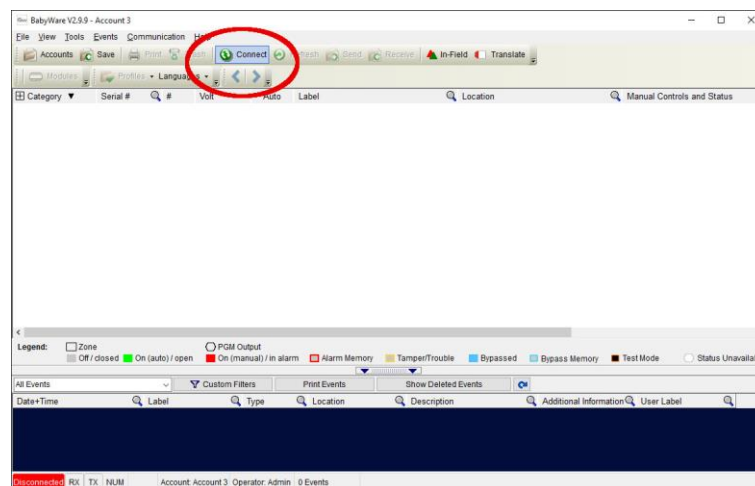 BabyWare V2.9.9 - Account 3
File View Tools Events Communication Help
Accounts Save Print Connect Refresh Send Receive In-Field Translate
Modules Profiles Languages
Category Serial # # Volt Auto Label Location Manual Controls and Status
Legend: Zone PGM Output
Off / closed On (auto) / open On (manual) / in alarm Alarm Memory Tamper/Trouble Bypassed Bypass Memory Test Mode Status Unavaila
All Events Custom Filters Print Events Show Deleted Events
Date+Time Label Type Location Description Additional Information User Label
Disconnected RX TX NUM Account: Account 3 Operator: Admin 0 Events